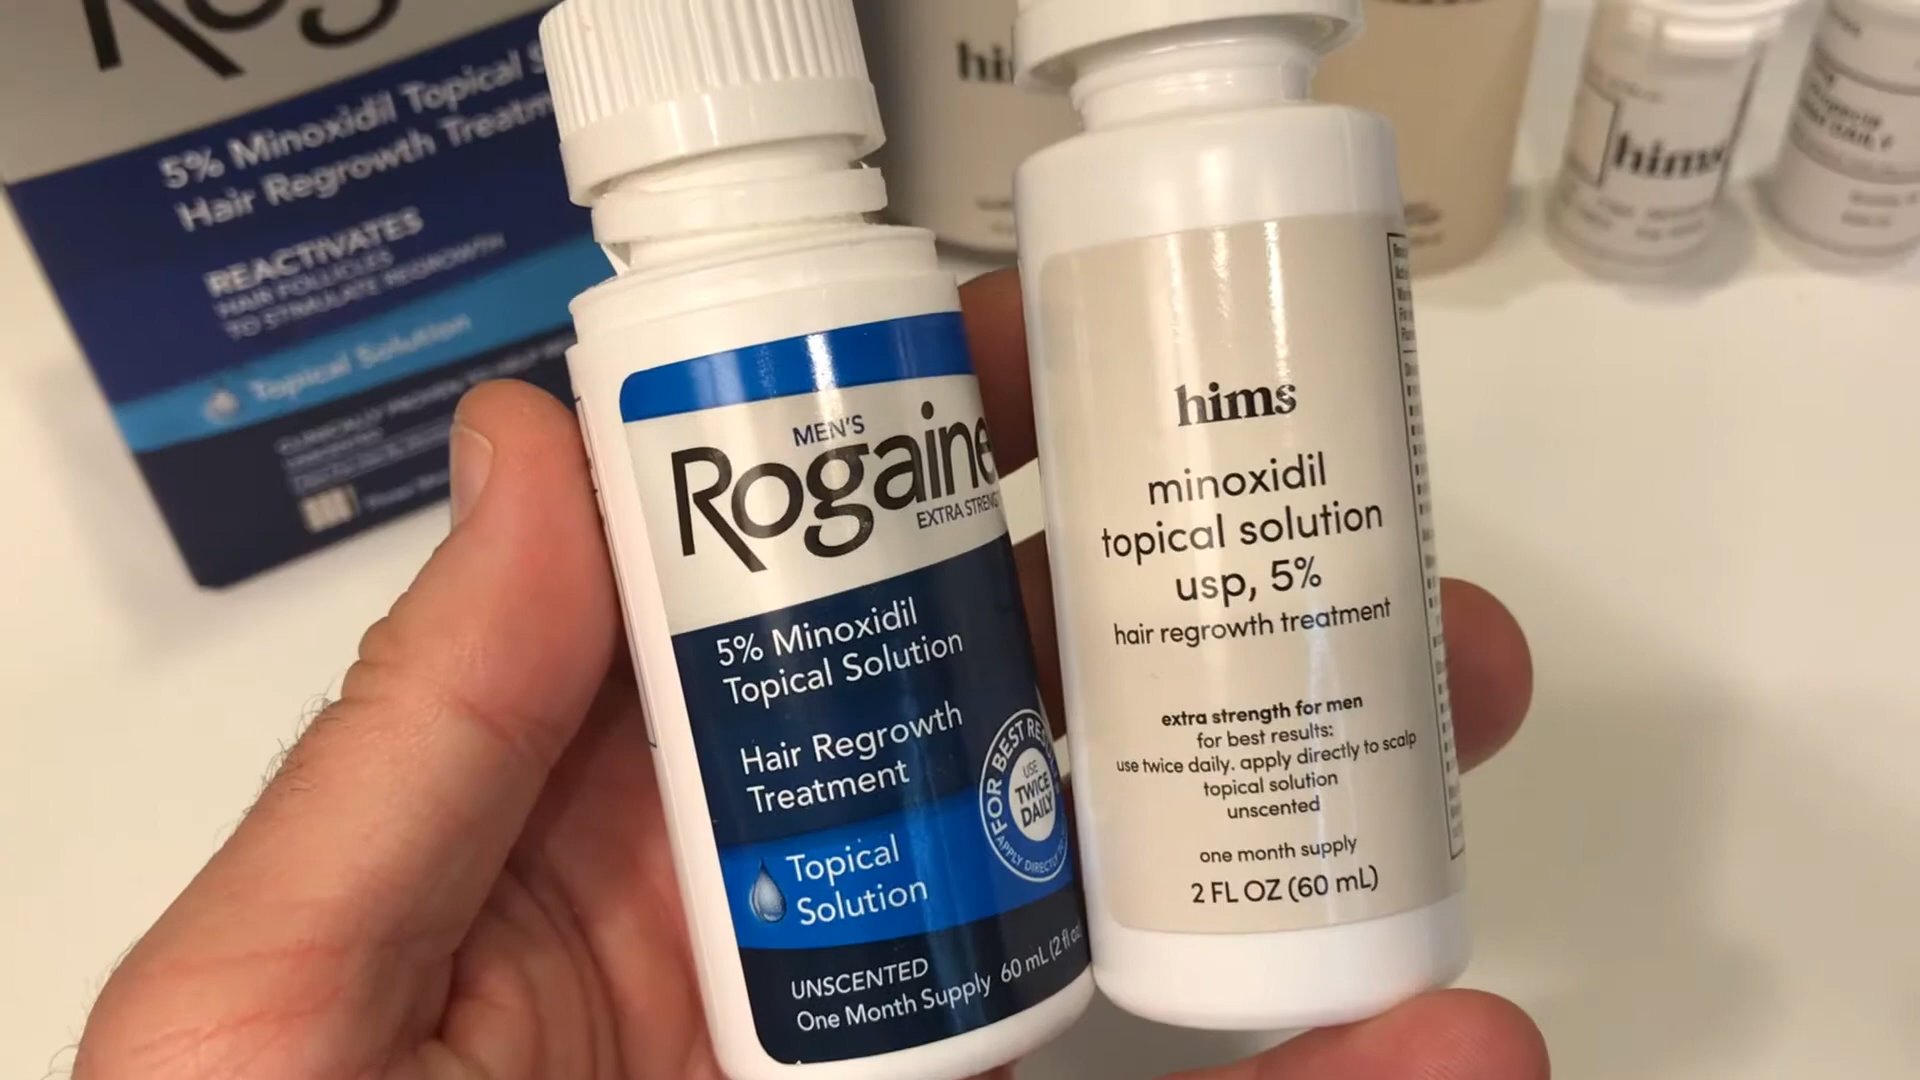 5% Minoxidil Topical
Hair Regrowth Treatm
REACTIVATES
HAIR FOLLICLES
TO STIMULATE REGROWTH
Topical Solution
MEN'S
Rogaine
EXTRA STRENG
5% Minoxidil
Topical Solution
Hair Regrowth
Treatment
FOR BEST RE
USE
TWICE
DAILY
APPLY DIRECTLY
Topical
Solution
UNSCENTED
One Month Supply 60 mL (2 fl oz
hims
minoxidil
topical solution
usp, 5%
hair regrowth treatment
extra strength for men
for best results:
use twice daily. apply directly to scalp
topical solution
unscented
one month supply
2 FL OZ (60 mL)
hims